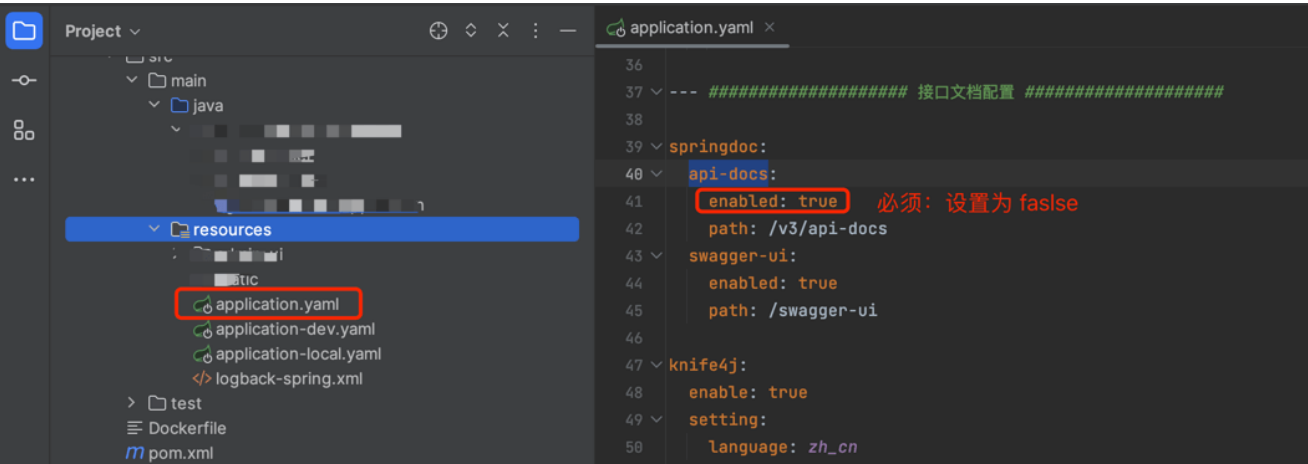 Project
application.yaml
src
main
java
resources
application.yaml
application-dev.yaml
application-local.yaml
logback-spring.xml
test
Dockerfile
pom.xml
36
37 --- #################### 接口文档配置 ####################
38
39 springdoc:
40 api-docs:
41 enabled: true 必须：设置为 faslse
42 path: /v3/api-docs
43 swagger-ui:
44 enabled: true
45 path: /swagger-ui
46
47 knife4j:
48 enable: true
49 setting:
50 language: zh_cn